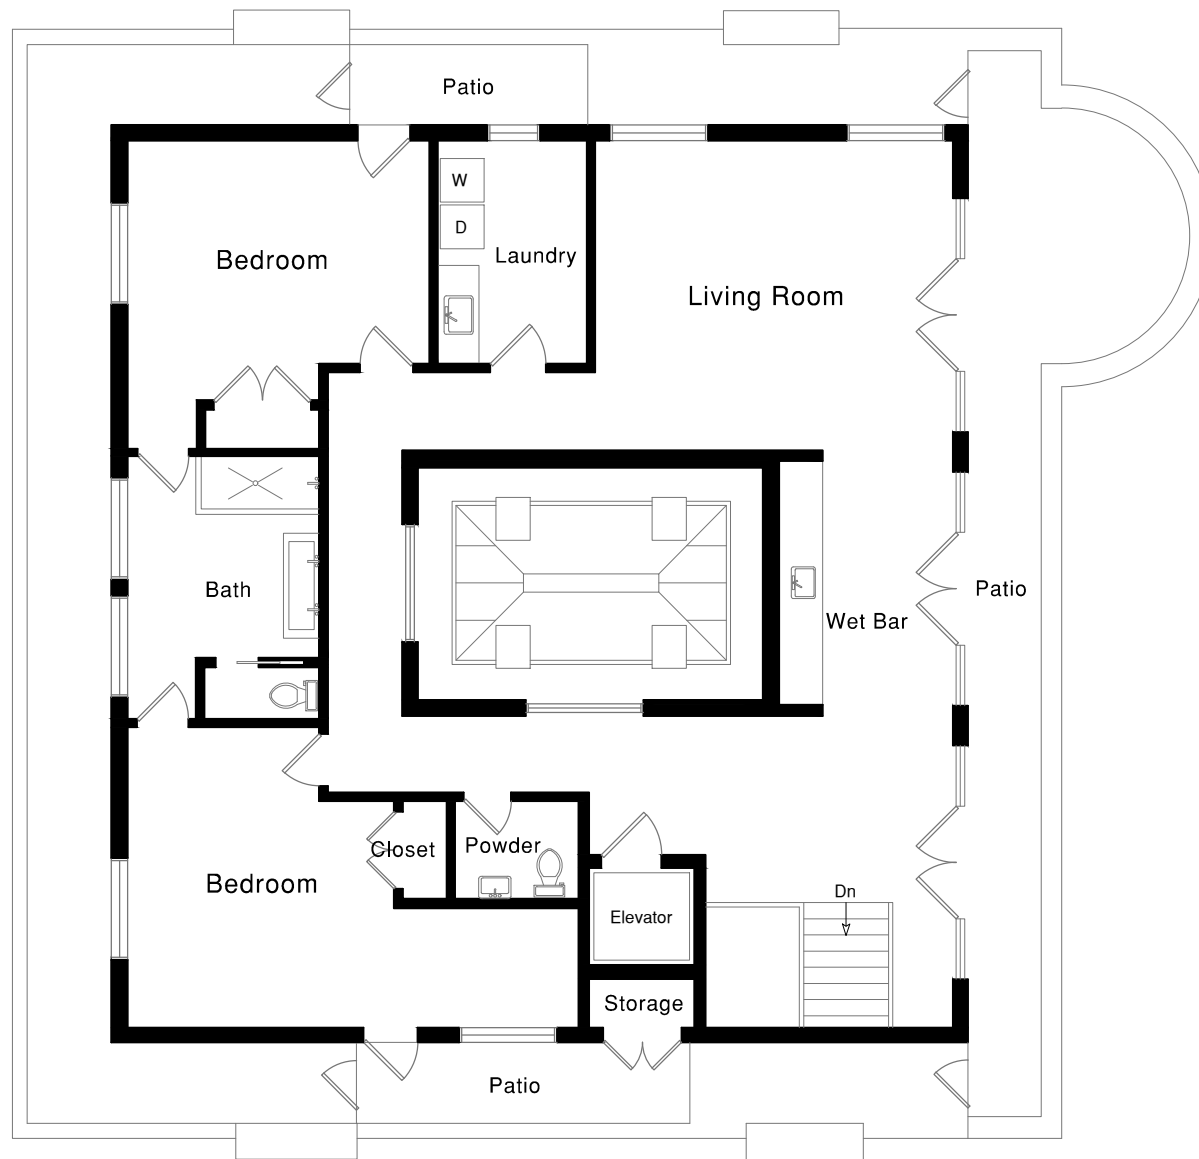 Patio
W
D
Laundry
Bedroom
Living Room
Bath
Patio
Wet Bar
Closet
Powder
Bedroom
Dn
Elevator
Storage
Patio